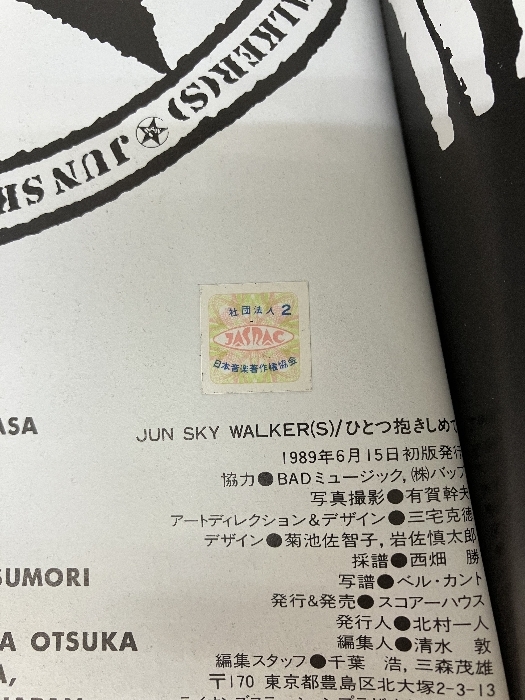 ALKER(S) JUN SK
社団法人 2
JASRAC
日本音楽著作権協会
ASA
JUN SKY WALKER(S)/ひとつ抱きしめて
1989年6月15日初版発行
協力●BADミュージック,㈱バップ
写真撮影●有賀幹夫
アートディレクション&デザイン●三宅克徳
デザイン●菊池佐智子,岩佐慎太郎
採譜●西畑 勝
SUMORI
写譜●ベル・カント
発行&発売●スコアーハウス
発行人●北村一人
A OTSUKA
編集人●清水 敦
編集スタッフ●千葉 浩,三森茂雄
A,
〒170 東京都豊島区北大塚2-3-13